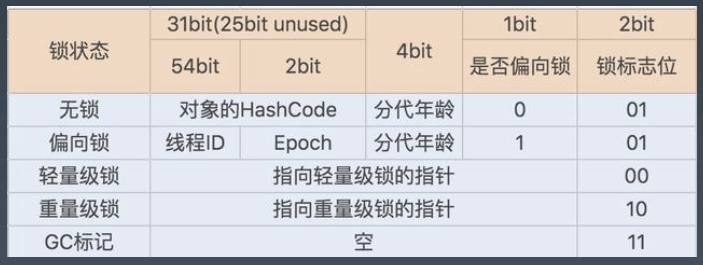 锁状态 31bit(25bit unused) 4bit 1bit 2bit
54bit 2bit 是否偏向锁 锁标志位
无锁 对象的HashCode 分代年龄 0 01
偏向锁 线程ID Epoch 分代年龄 1 01
轻量级锁 指向轻量级锁的指针 00
重量级锁 指向重量级锁的指针 10
GC标记 空 11